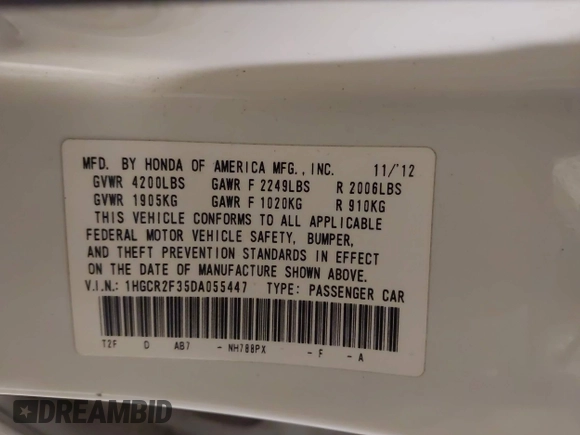 MFD. BY HONDA OF AMERICA MFG., INC. 11/'12
GVWR 4200LBS GAWR F 2249LBS R 2006LBS
GVWR 1905KG GAWR F 1020KG R 910KG
THIS VEHICLE CONFORMS TO ALL APPLICABLE
FEDERAL MOTOR VEHICLE SAFETY, BUMPER,
AND THEFT PREVENTION STANDARDS IN EFFECT
ON THE DATE OF MANUFACTURE SHOWN ABOVE.
V.I.N.: 1HGCR2F35DA055447 TYPE: PASSENGER CAR
T2F D AB7 - NH788PX - F - A
DREAMBID